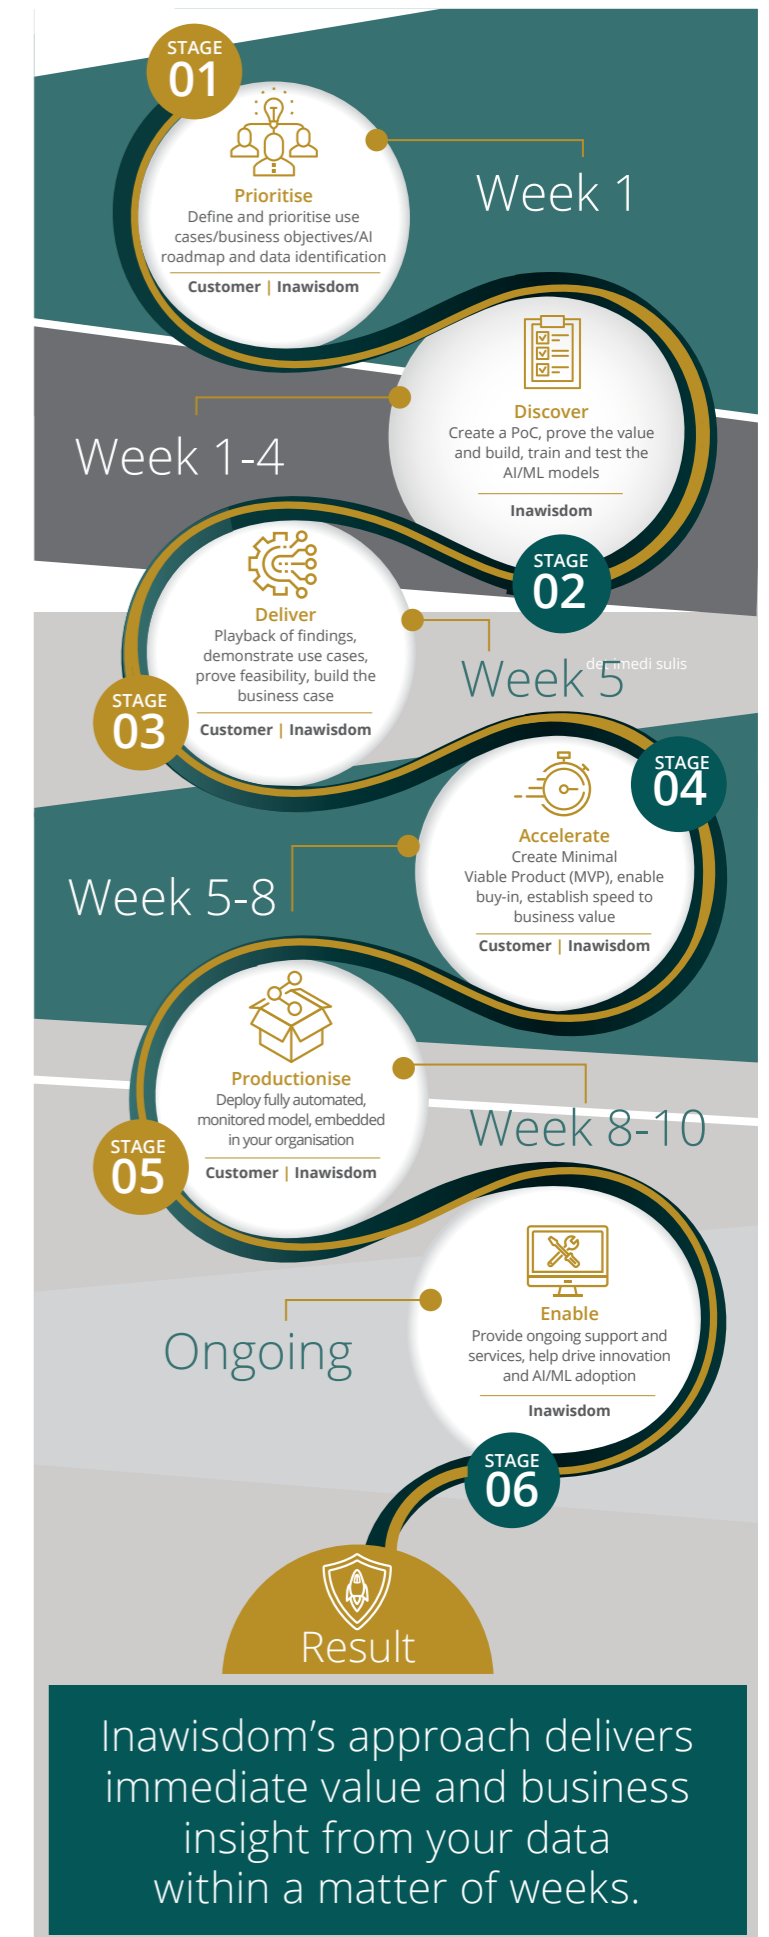 STAGE
01
Prioritise
Define and prioritise use
cases/business objectives/AI
roadmap and data identification
Customer | Inawisdom
Week 1
Discover
Create a PoC, prove the value
and build, train and test the
AI/ML models
Inawisdom
STAGE
02
Week 1-4
Deliver
Playback of findings,
demonstrate use cases,
prove feasibility, build the
business case
Customer | Inawisdom
STAGE
03
Week 5
imedi sulis
STAGE
04
Accelerate
Create Minimal
Viable Product (MVP), enable
buy-in, establish speed to
business value
Customer | Inawisdom
Week 5-8
Productionise
Deploy fully automated,
monitored model, embedded
in your organisation
Customer | Inawisdom
STAGE
05
Week 8-10
Enable
Provide ongoing support and
services, help drive innovation
and AI/ML adoption
Inawisdom
Ongoing
STAGE
06
Result
Inawisdom’s approach delivers
immediate value and business
insight from your data
within a matter of weeks.